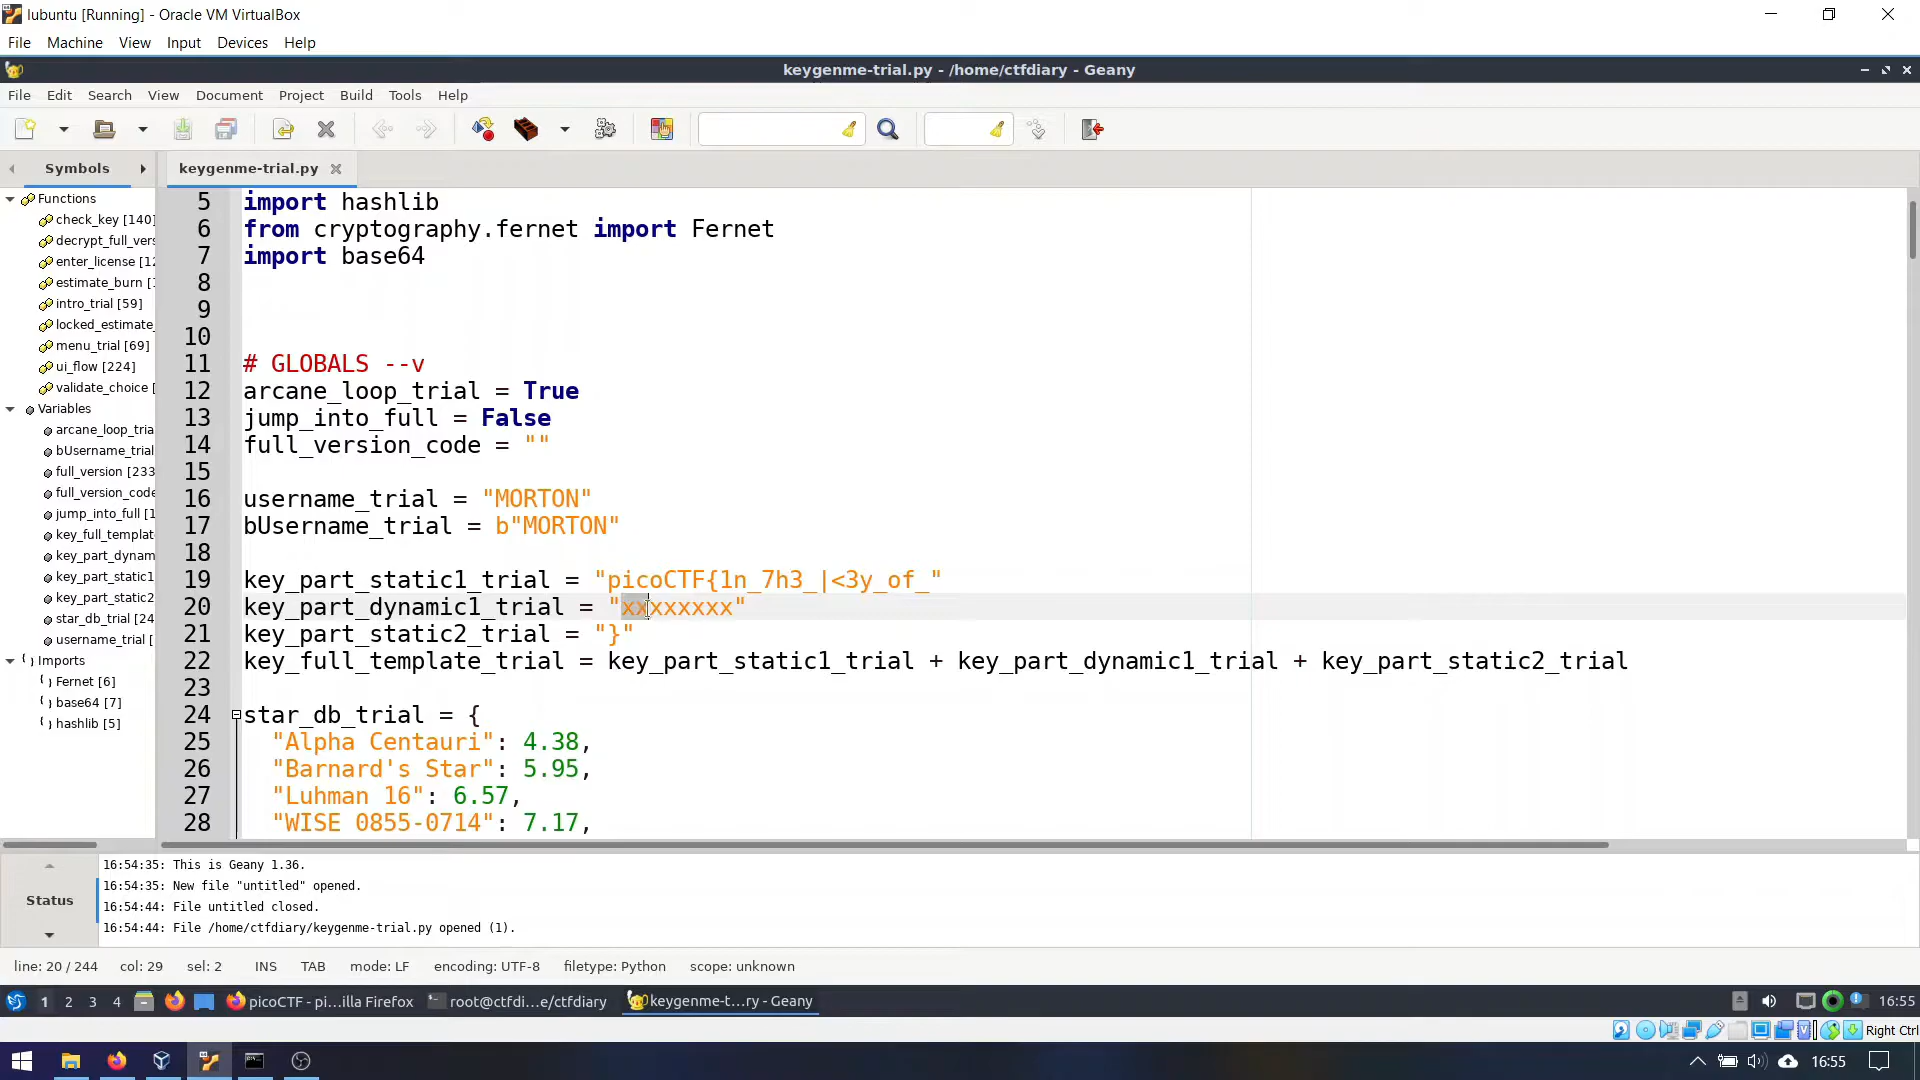 lubuntu [Running] - Oracle VM VirtualBox
File Machine View Input Devices Help
keygenme-trial.py - /home/ctfdiary - Geany
File Edit Search View Document Project Build Tools Help
Symbols
keygenme-trial.py
Functions
check_key [140]
decrypt_full_vers
enter_license [12
estimate_burn [1
intro_trial [59]
locked_estimate_
menu_trial [69]
ui_flow [224]
validate_choice [
Variables
arcane_loop_tria
bUsername_trial
full_version [233
full_version_code
jump_into_full [1
key_full_templat
key_part_dynam
key_part_static1
key_part_static2
star_db_trial [24
username_trial [
Imports
Fernet [6]
base64 [7]
hashlib [5]
5 import hashlib
6 from cryptography.fernet import Fernet
7 import base64
8
9
10
11 # GLOBALS --v
12 arcane_loop_trial = True
13 jump_into_full = False
14 full_version_code = ""
15
16 username_trial = "MORTON"
17 bUsername_trial = b"MORTON"
18
19 key_part_static1_trial = "picoCTF{1n_7h3_|<3y_of_"
20 key_part_dynamic1_trial = "xxxxxxxx"
21 key_part_static2_trial = "}"
22 key_full_template_trial = key_part_static1_trial + key_part_dynamic1_trial + key_part_static2_trial
23
24 star_db_trial = {
25 "Alpha Centauri": 4.38,
26 "Barnard's Star": 5.95,
27 "Luhman 16": 6.57,
28 "WISE 0855-0714": 7.17,
Status
16:54:35: This is Geany 1.36.
16:54:35: New file "untitled" opened.
16:54:44: File untitled closed.
16:54:44: File /home/ctfdiary/keygenme-trial.py opened (1).
line: 20 / 244 col: 29 sel: 2 INS TAB mode: LF encoding: UTF-8 filetype: Python scope: unknown
1 2 3 4 picoCTF - pi...illa Firefox root@ctfdi...e/ctfdiary keygenme-t...ry - Geany 16:55
Right Ctrl
16:55